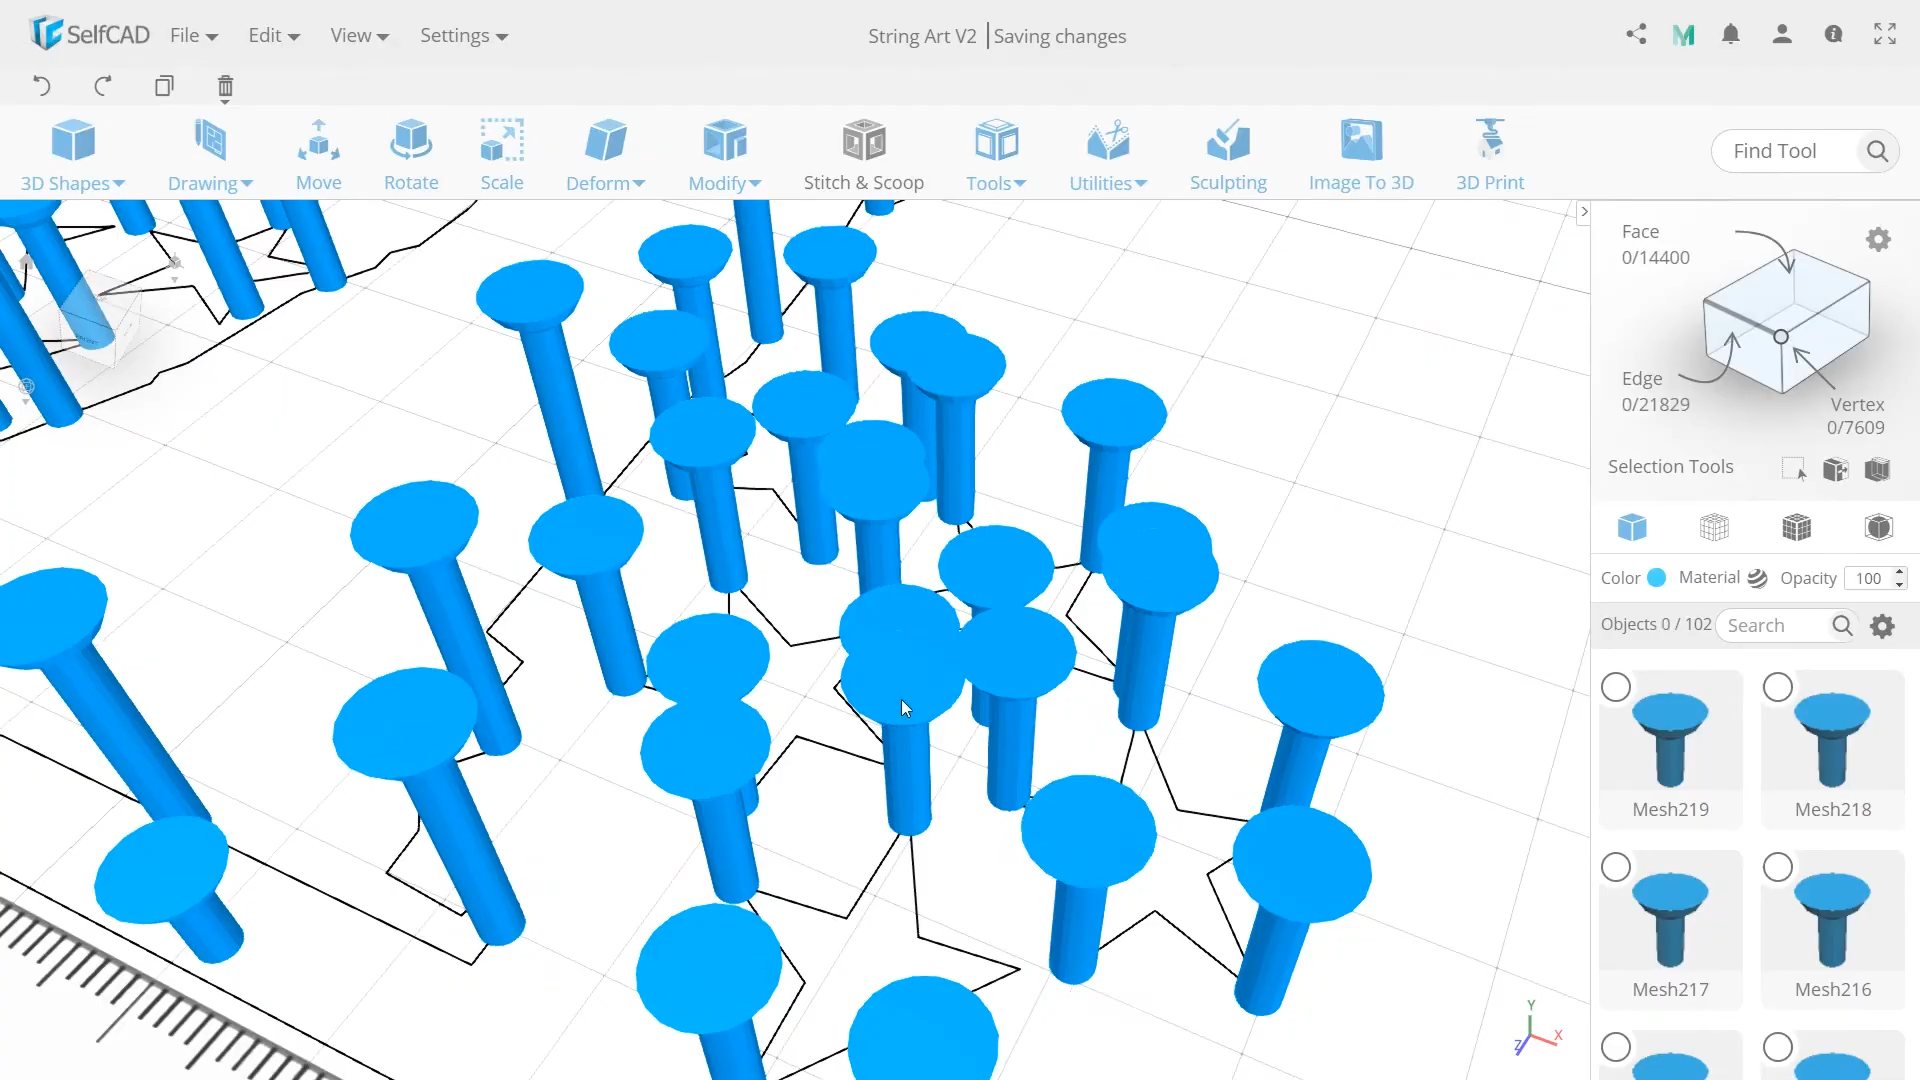 SelfCAD File Edit View Settings String Art V2 Saving changes
3D Shapes Drawing Move Rotate Scale Deform Modify Stitch & Scoop Tools Utilities Sculpting Image To 3D 3D Print Find Tool
Face
0/14400
Edge
0/21829
Vertex
0/7609
Selection Tools
Color Material Opacity 100
Objects 0 / 102 Search
Mesh219 Mesh218
Mesh217 Mesh216
Y
X
Z